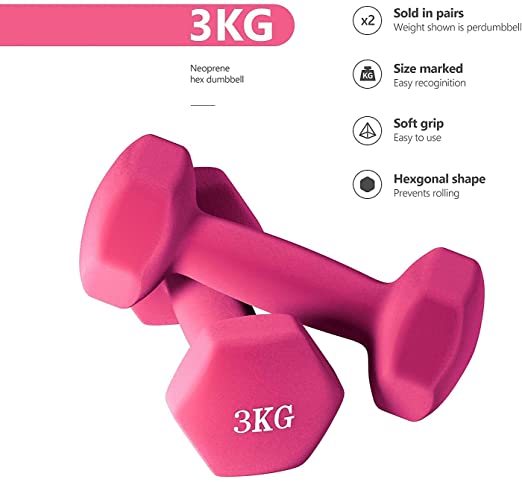 3KG
Neoprene
hex dumbbell
x2
Sold in pairs
Weight shown is perdumbbell
KG
Size marked
Easy recoginition
Soft grip
Easy to use
Hexgonal shape
Prevents rolling
3KG